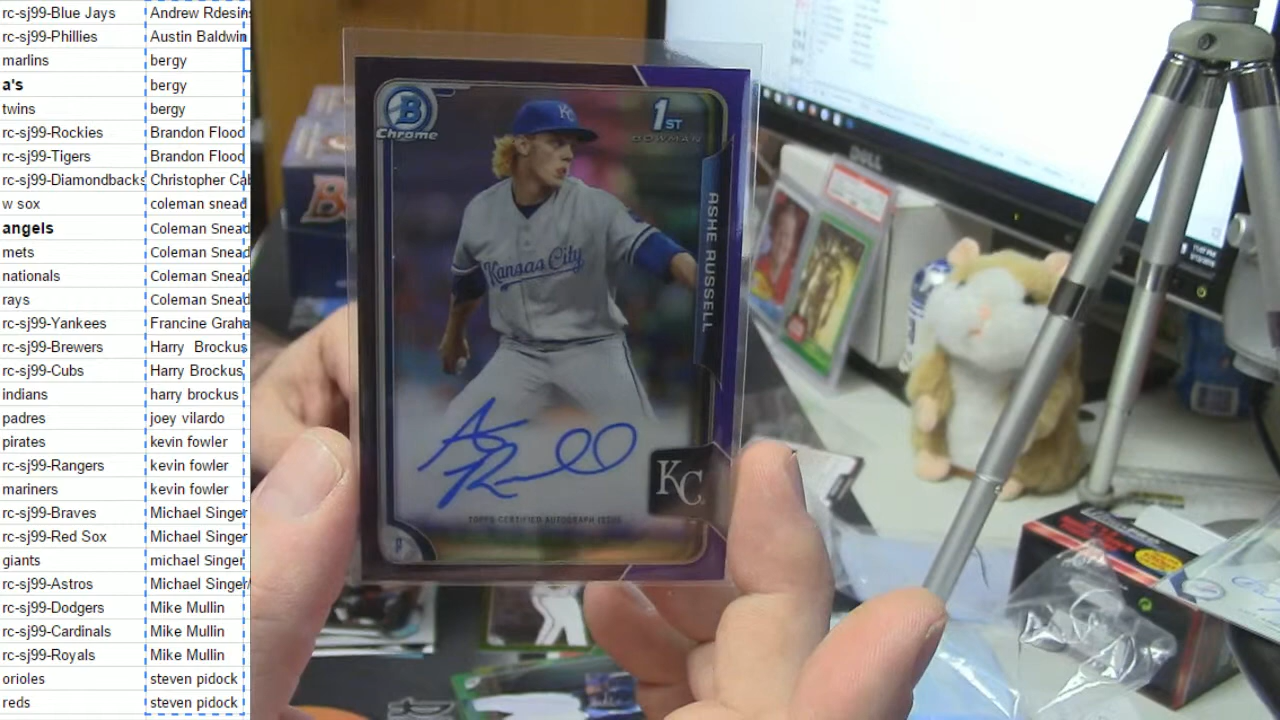 rc-sj99-Blue Jays Andrew Rdesins
rc-sj99-Phillies Austin Baldwin
marlins bergy
a's bergy
twins bergy
rc-sj99-Rockies Brandon Flood
rc-sj99-Tigers Brandon Flood
rc-sj99-Diamondbacks Christopher Cab
w sox coleman snead
angels Coleman Snead
mets Coleman Snead
nationals Coleman Snead
rays Coleman Snead
rc-sj99-Yankees Francine Graha
rc-sj99-Brewers Harry Brockus
rc-sj99-Cubs Harry Brockus
indians harry brockus
padres joey vilardo
pirates kevin fowler
rc-sj99-Rangers kevin fowler
mariners kevin fowler
rc-sj99-Braves Michael Singer
rc-sj99-Red Sox Michael Singer
giants michael Singer
rc-sj99-Astros Michael Singer/
rc-sj99-Dodgers Mike Mullin
rc-sj99-Cardinals Mike Mullin
rc-sj99-Royals Mike Mullin
orioles steven pidock
reds steven pidock
B
Chrome
KC
1ST
BOWMAN
ASHE RUSSELL
Kansas City
KC
TOPPS CERTIFIED AUTOGRAPH ISSUE
P
DELL